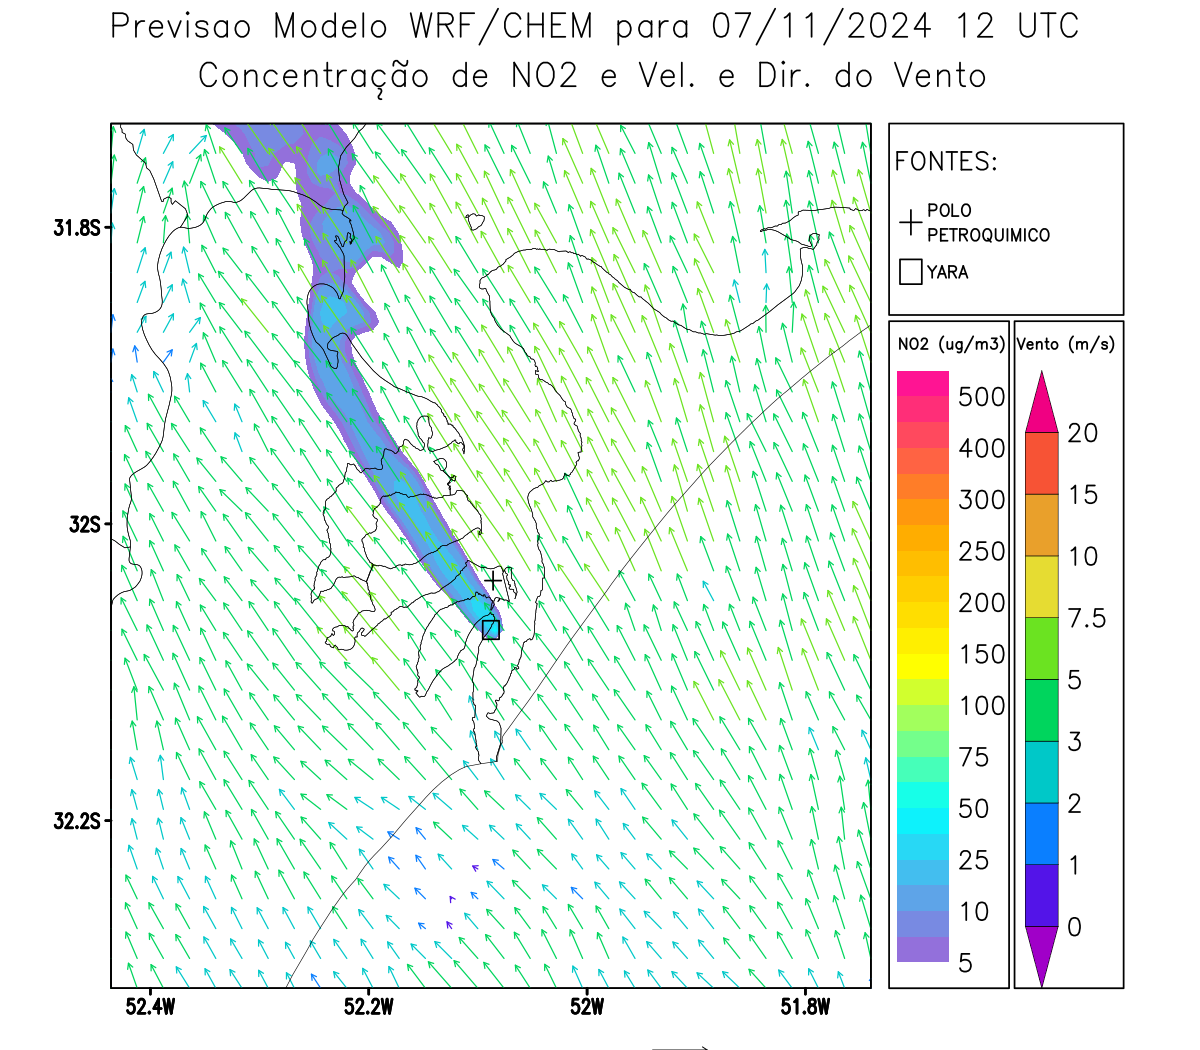 Previsao Modelo WRF/CHEM para 07/11/2024 12 UTC
Concentração de NO2 e Vel. e Dir. do Vento
FONTES:
POLO
PETROQUIMICO
YARA
NO2 (ug/m3)
500
400
300
250
200
150
100
75
50
25
10
5
Vento (m/s)
20
15
10
7.5
5
3
2
1
0
31.8S
32S
32.2S
52.4W 52.2W 52W 51.8W